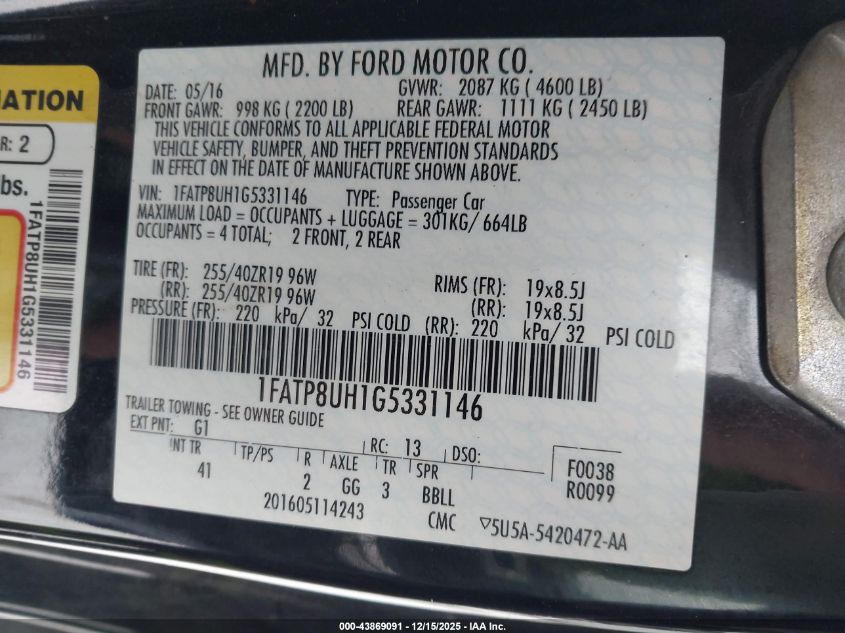 MFD. BY FORD MOTOR CO.
DATE: 05/16 GVWR: 2087 KG ( 4600 LB)
FRONT GAWR: 998 KG ( 2200 LB) REAR GAWR: 1111 KG ( 2450 LB)
THIS VEHICLE CONFORMS TO ALL APPLICABLE FEDERAL MOTOR
VEHICLE SAFETY, BUMPER, AND THEFT PREVENTION STANDARDS
IN EFFECT ON THE DATE OF MANUFACTURE SHOWN ABOVE.
VIN: 1FATP8UH1G5331146 TYPE: Passenger Car
MAXIMUM LOAD = OCCUPANTS + LUGGAGE = 301KG/ 664LB
OCCUPANTS = 4 TOTAL; 2 FRONT, 2 REAR
TIRE (FR): 255/40ZR19 96W RIMS (FR): 19x8.5J
(RR): 255/40ZR19 96W (RR): 19x8.5J
PRESSURE (FR): 220 kPa/ 32 PSI COLD (RR): 220 kPa/ 32 PSI COLD
1FATP8UH1G5331146
TRAILER TOWING - SEE OWNER GUIDE
EXT PNT: G1 RC: 13 DSO: F0038
INT TR TP/PS R AXLE TR SPR R0099
41 2 GG 3 BBLL
201605114243 CMC ▽5U5A-5420472-AA
MATION
R: 2
lbs.
1FATP8UH1G5331146
000-43869091 - 12/15/2025 - IAA Inc.